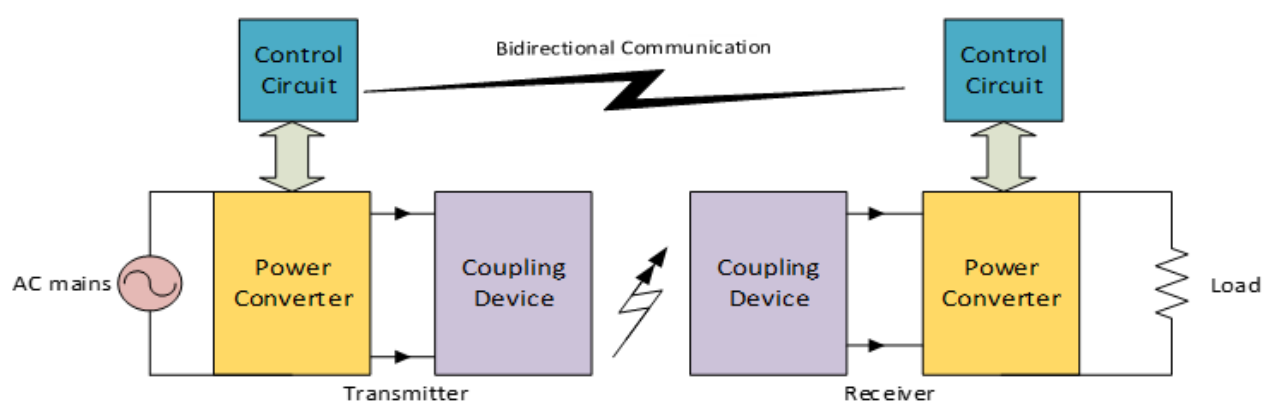 Control
Circuit
Bidirectional Communication
Control
Circuit
AC mains
Power
Converter
Coupling
Device
Coupling
Device
Power
Converter
Load
Transmitter
Receiver